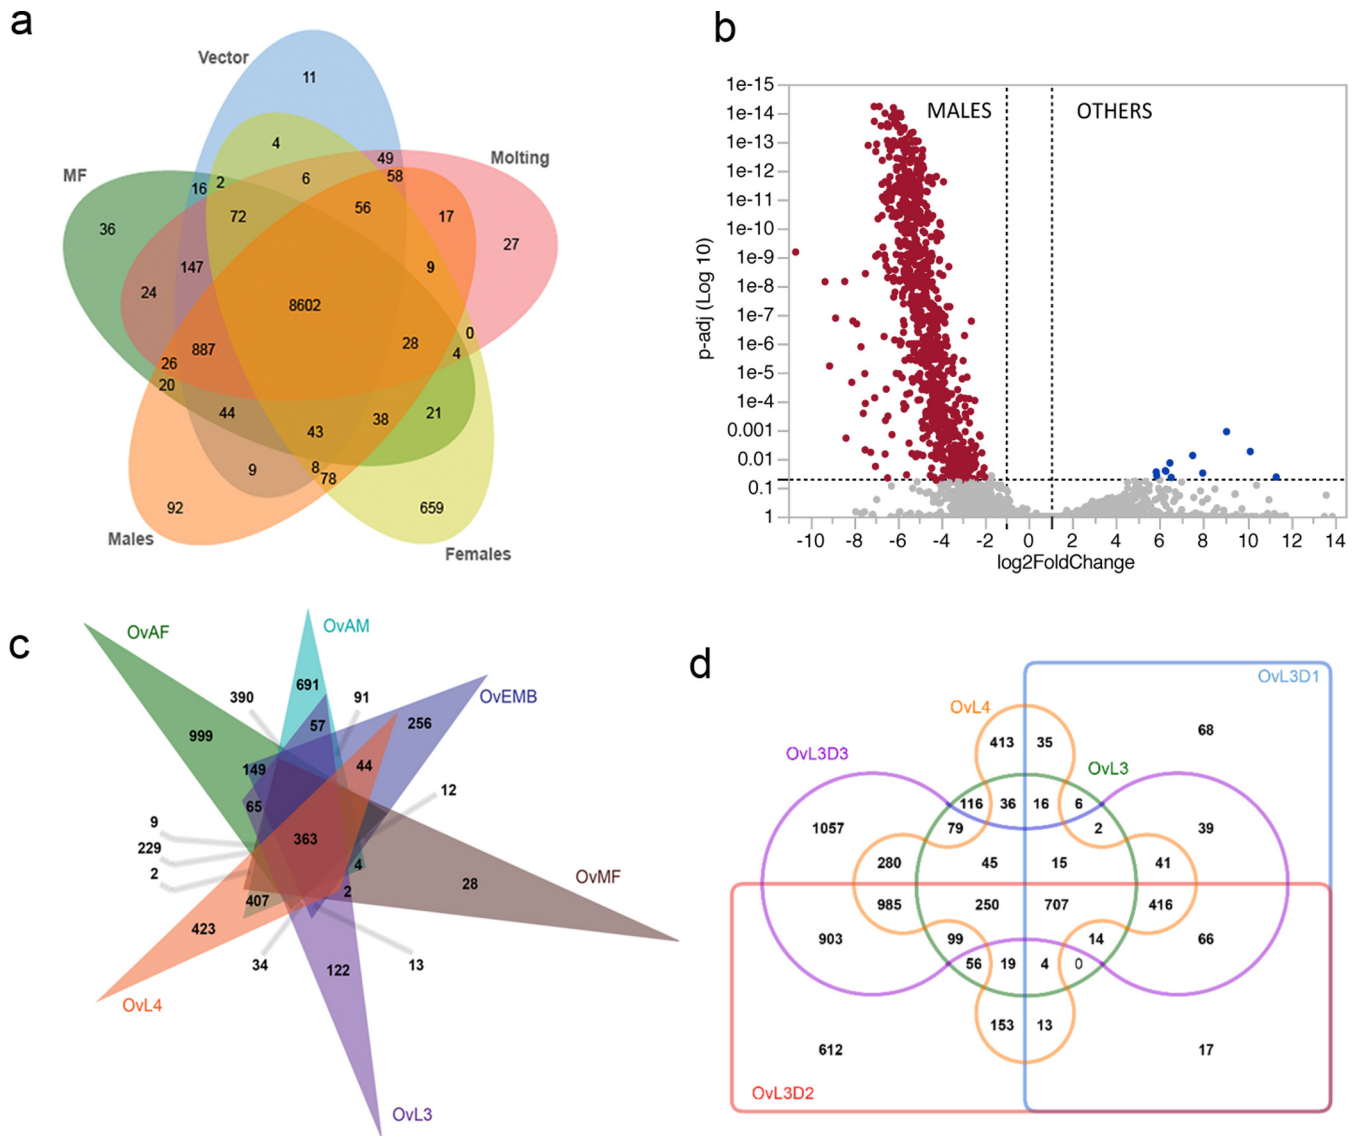 a
Vector
11
4
49
Molting
MF
16
2
6
58
36
72
56
17
27
147
9
24
8602
0
887
28
4
26
20
44
38
21
43
9
8
78
92
659
Males
Females
b
1e-15
1e-14
1e-13
1e-12
1e-11
1e-10
1e-9
1e-8
1e-7
1e-6
1e-5
1e-4
0.001
0.01
0.1
1
p-adj (Log 10)
MALES
OTHERS
-10 -8 -6 -4 -2 0 2 4 6 8 10 12 14
log2FoldChange
c
OvAF
OvAM
390
691
91
OvEMB
999
57
256
149
44
65
12
9
229
363
2
4
OvMF
407
2
28
423
34
122
13
OvL4
OvL3
d
OvL3D1
OvL4
68
413 35
OvL3D3
OvL3
116 36 16 6
1057
79
2
39
280
45
15
41
985
250
707
416
903
99
14
66
56 19 4 0
153 13
612
17
OvL3D2